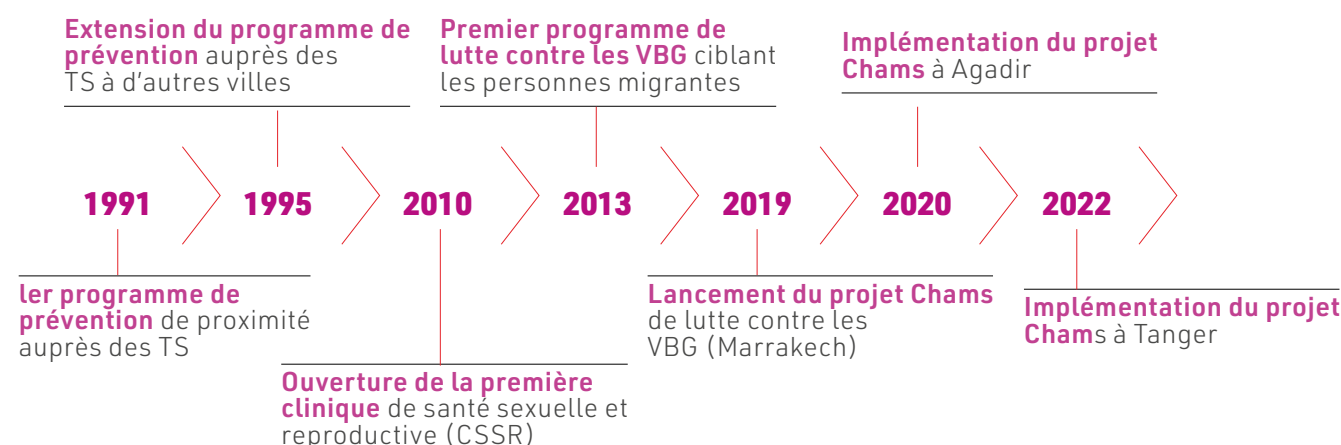 Extension du programme de
prévention auprès des
TS à d'autres villes
Premier programme de
lutte contre les VBG ciblant
les personnes migrantes
Implémentation du projet
Chams à Agadir
1991
1995
2010
2013
2019
2020
2022
1er programme de
prévention de proximité
auprès des TS
Ouverture de la première
clinique de santé sexuelle et
reproductive (CSSR)
Lancement du projet Chams
de lutte contre les
VBG (Marrakech)
Implémentation du projet
Chams à Tanger